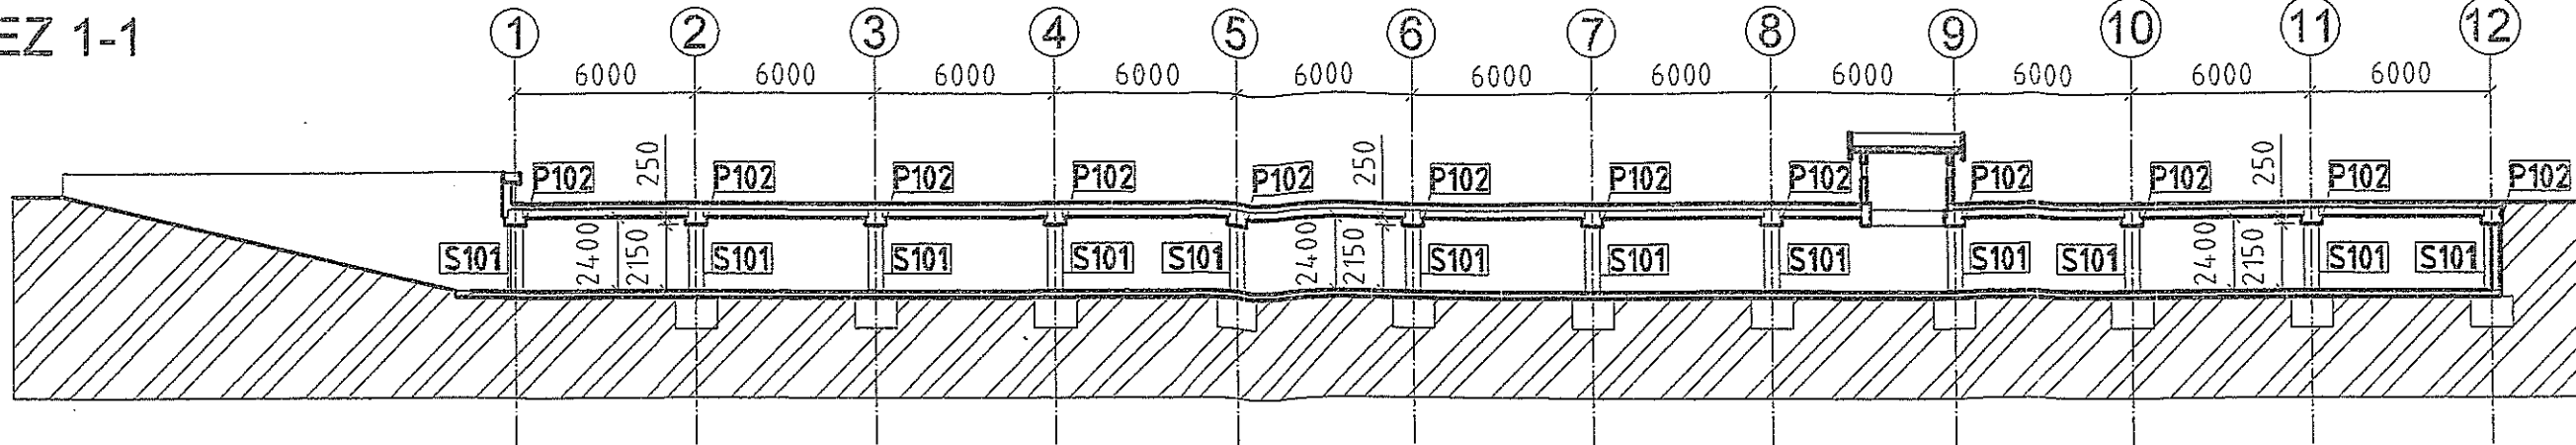 EZ 1-1
1 2 3 4 5 6 7 8 9 10 11 12
6000 6000 6000 6000 6000 6000 6000 6000 6000 6000 6000
250 250 250
P102 P102 P102 P102 P102 P102 P102 P102 P102 P102 P102 P102
S101 S101 S101 S101 S101 S101 S101 S101 S101 S101 S101 S101
2400 2150 2400 2150 2400 2150